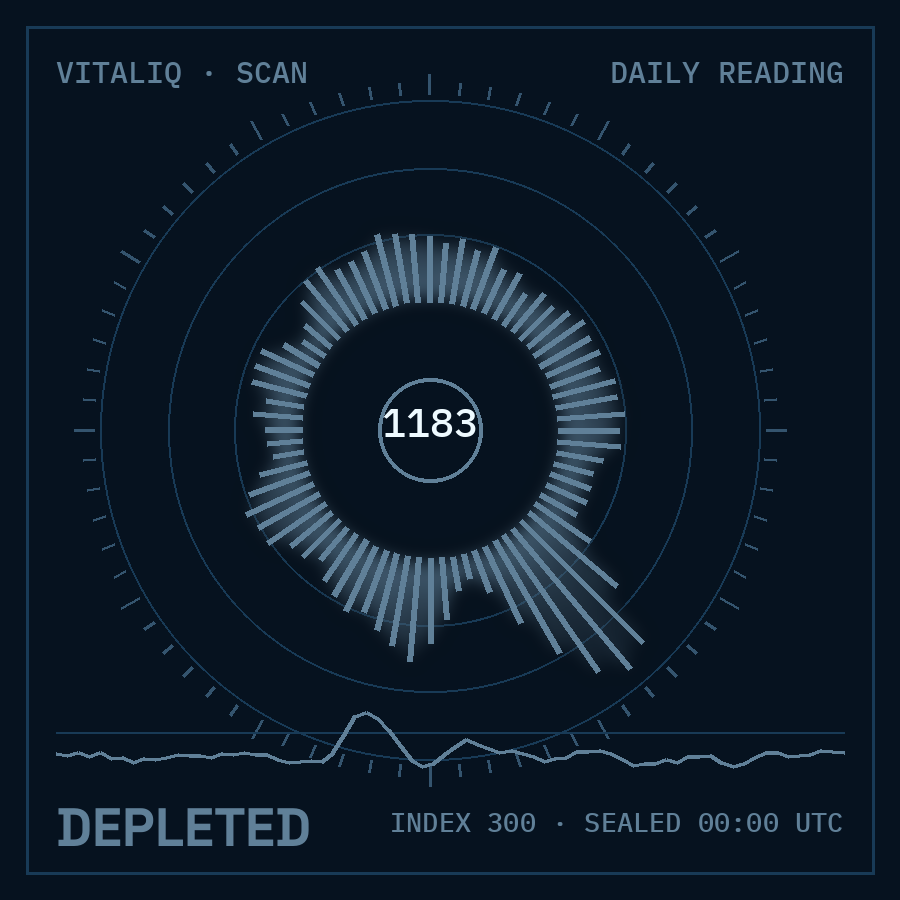 VITALIQ · SCAN
DAILY READING
1183
DEPLETED
INDEX 300 · SEALED 00:00 UTC